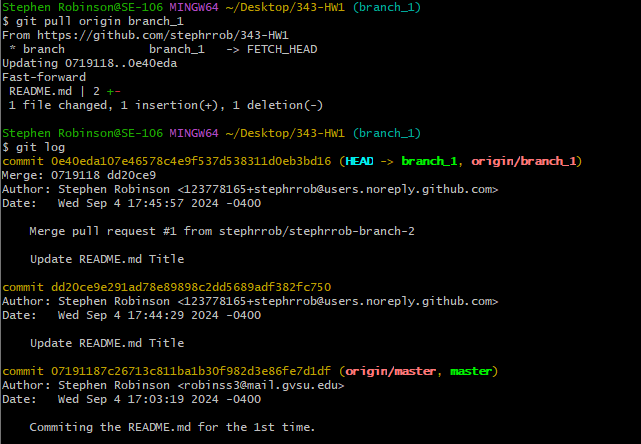 Stephen Robinson@SE-106 MINGW64 ~/Desktop/343-HW1 (branch_1)
$ git pull origin branch_1
From https://github.com/stephrrob/343-HW1
 * branch            branch_1   -> FETCH_HEAD
Updating 0719118..0e40eda
Fast-forward
 README.md | 2 +-
 1 file changed, 1 insertion(+), 1 deletion(-)

Stephen Robinson@SE-106 MINGW64 ~/Desktop/343-HW1 (branch_1)
$ git log
commit 0e40eda107e46578c4e9f537d538311d0eb3bd16 (HEAD -> branch_1, origin/branch_1)
Merge: 0719118 dd20ce9
Author: Stephen Robinson <123778165+stephrrob@users.noreply.github.com>
Date:   Wed Sep 4 17:45:57 2024 -0400

    Merge pull request #1 from stephrrob/stephrrob-branch-2

    Update README.md Title

commit dd20ce9e291ad78e89898c2dd5689adf382fc750
Author: Stephen Robinson <123778165+stephrrob@users.noreply.github.com>
Date:   Wed Sep 4 17:44:29 2024 -0400

    Update README.md Title

commit 07191187c26713c811ba1b30f982d3e86fe7d1df (origin/master, master)
Author: Stephen Robinson <robinss3@mail.gvsu.edu>
Date:   Wed Sep 4 17:03:19 2024 -0400

    Commiting the README.md for the 1st time.